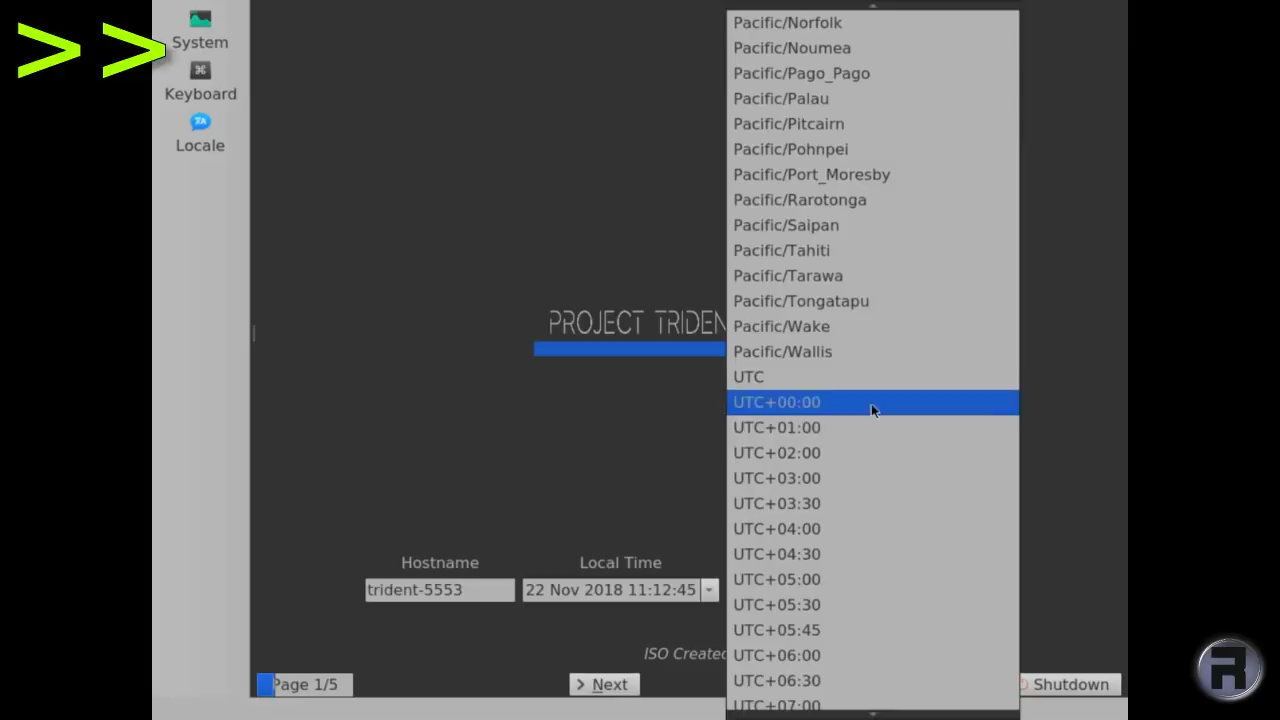 >>
System
Keyboard
Locale
Pacific/Norfolk
Pacific/Noumea
Pacific/Pago_Pago
Pacific/Palau
Pacific/Pitcairn
Pacific/Pohnpei
Pacific/Port_Moresby
Pacific/Rarotonga
Pacific/Saipan
Pacific/Tahiti
Pacific/Tarawa
Pacific/Tongatapu
Pacific/Wake
Pacific/Wallis
UTC
UTC+00:00
UTC+01:00
UTC+02:00
UTC+03:00
UTC+03:30
UTC+04:00
UTC+04:30
UTC+05:00
UTC+05:30
UTC+05:45
UTC+06:00
UTC+06:30
UTC+07:00
PROJECT TRIDEN
Hostname
Local Time
trident-5553
22 Nov 2018 11:12:45
ISO Created
Page 1/5
> Next
Shutdown
R